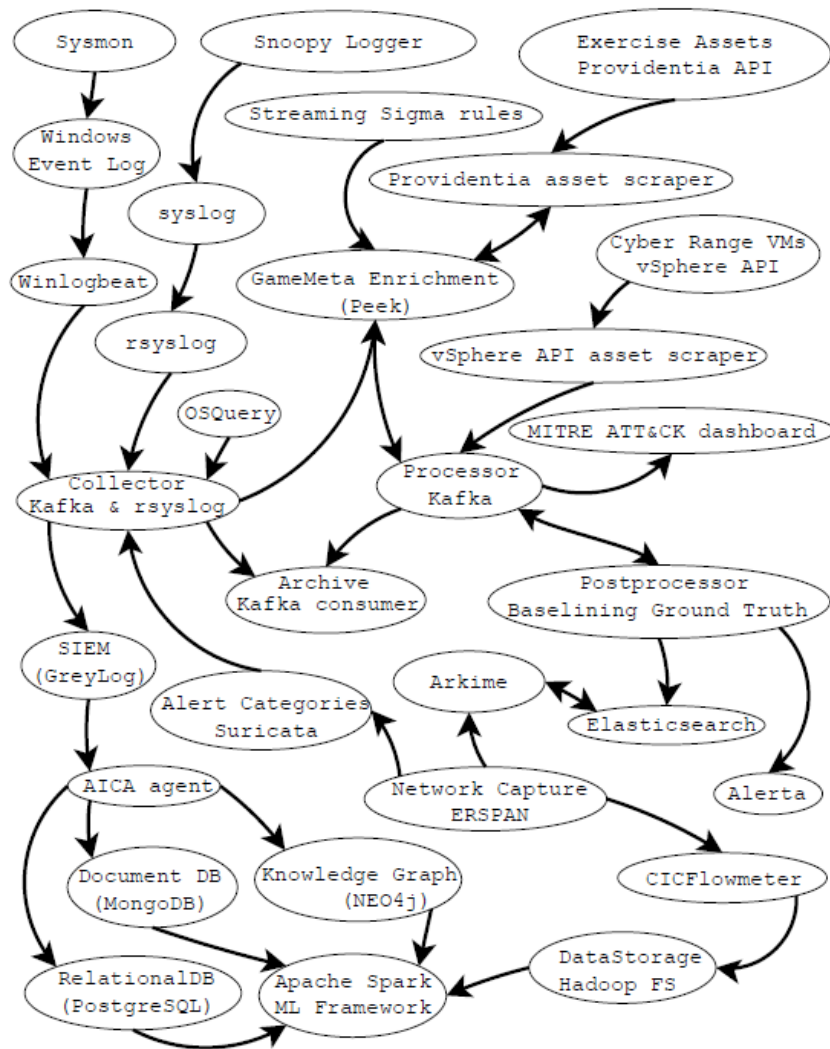 Sysmon
Snoopy Logger
Exercise Assets
Providentia API
Streaming Sigma rules
Windows
Event Log
Providentia asset scraper
syslog
Cyber Range VMs
vSphere API
Winlogbeat
GameMeta Enrichment
(Peek)
rsyslog
vSphere API asset scraper
OSQuery
MITRE ATT&CK dashboard
Collector
Kafka & rsyslog
Processor
Kafka
Archive
Kafka consumer
Postprocessor
Baselining Ground Truth
SIEM
(GreyLog)
Alert Categories
Suricata
Arkime
Elasticsearch
AICA agent
Network Capture
ERSPAN
Alerta
Document DB
(MongoDB)
Knowledge Graph
(NEO4j)
CICFlowmeter
RelationalDB
(PostgreSQL)
Apache Spark
ML Framework
DataStorage
Hadoop FS